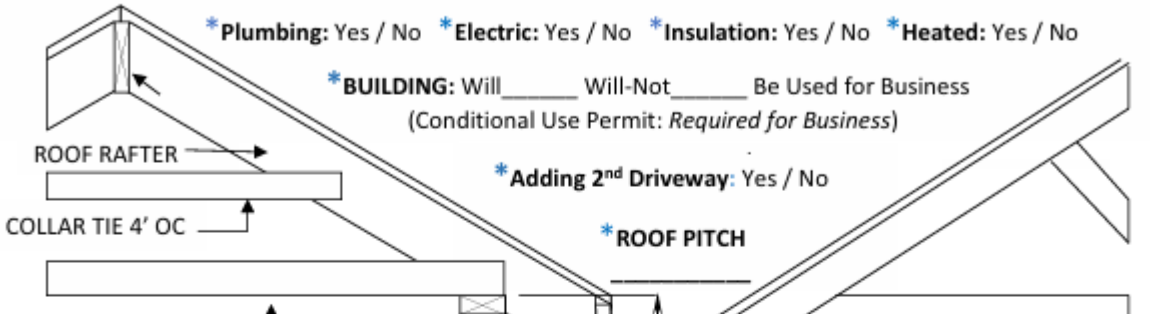 *Plumbing: Yes / No *Electric: Yes / No *Insulation: Yes / No *Heated: Yes / No
*BUILDING: Will______ Will-Not______ Be Used for Business
(Conditional Use Permit: Required for Business)
ROOF RAFTER
*Adding 2nd Driveway: Yes / No
COLLAR TIE 4' OC
*ROOF PITCH
___________